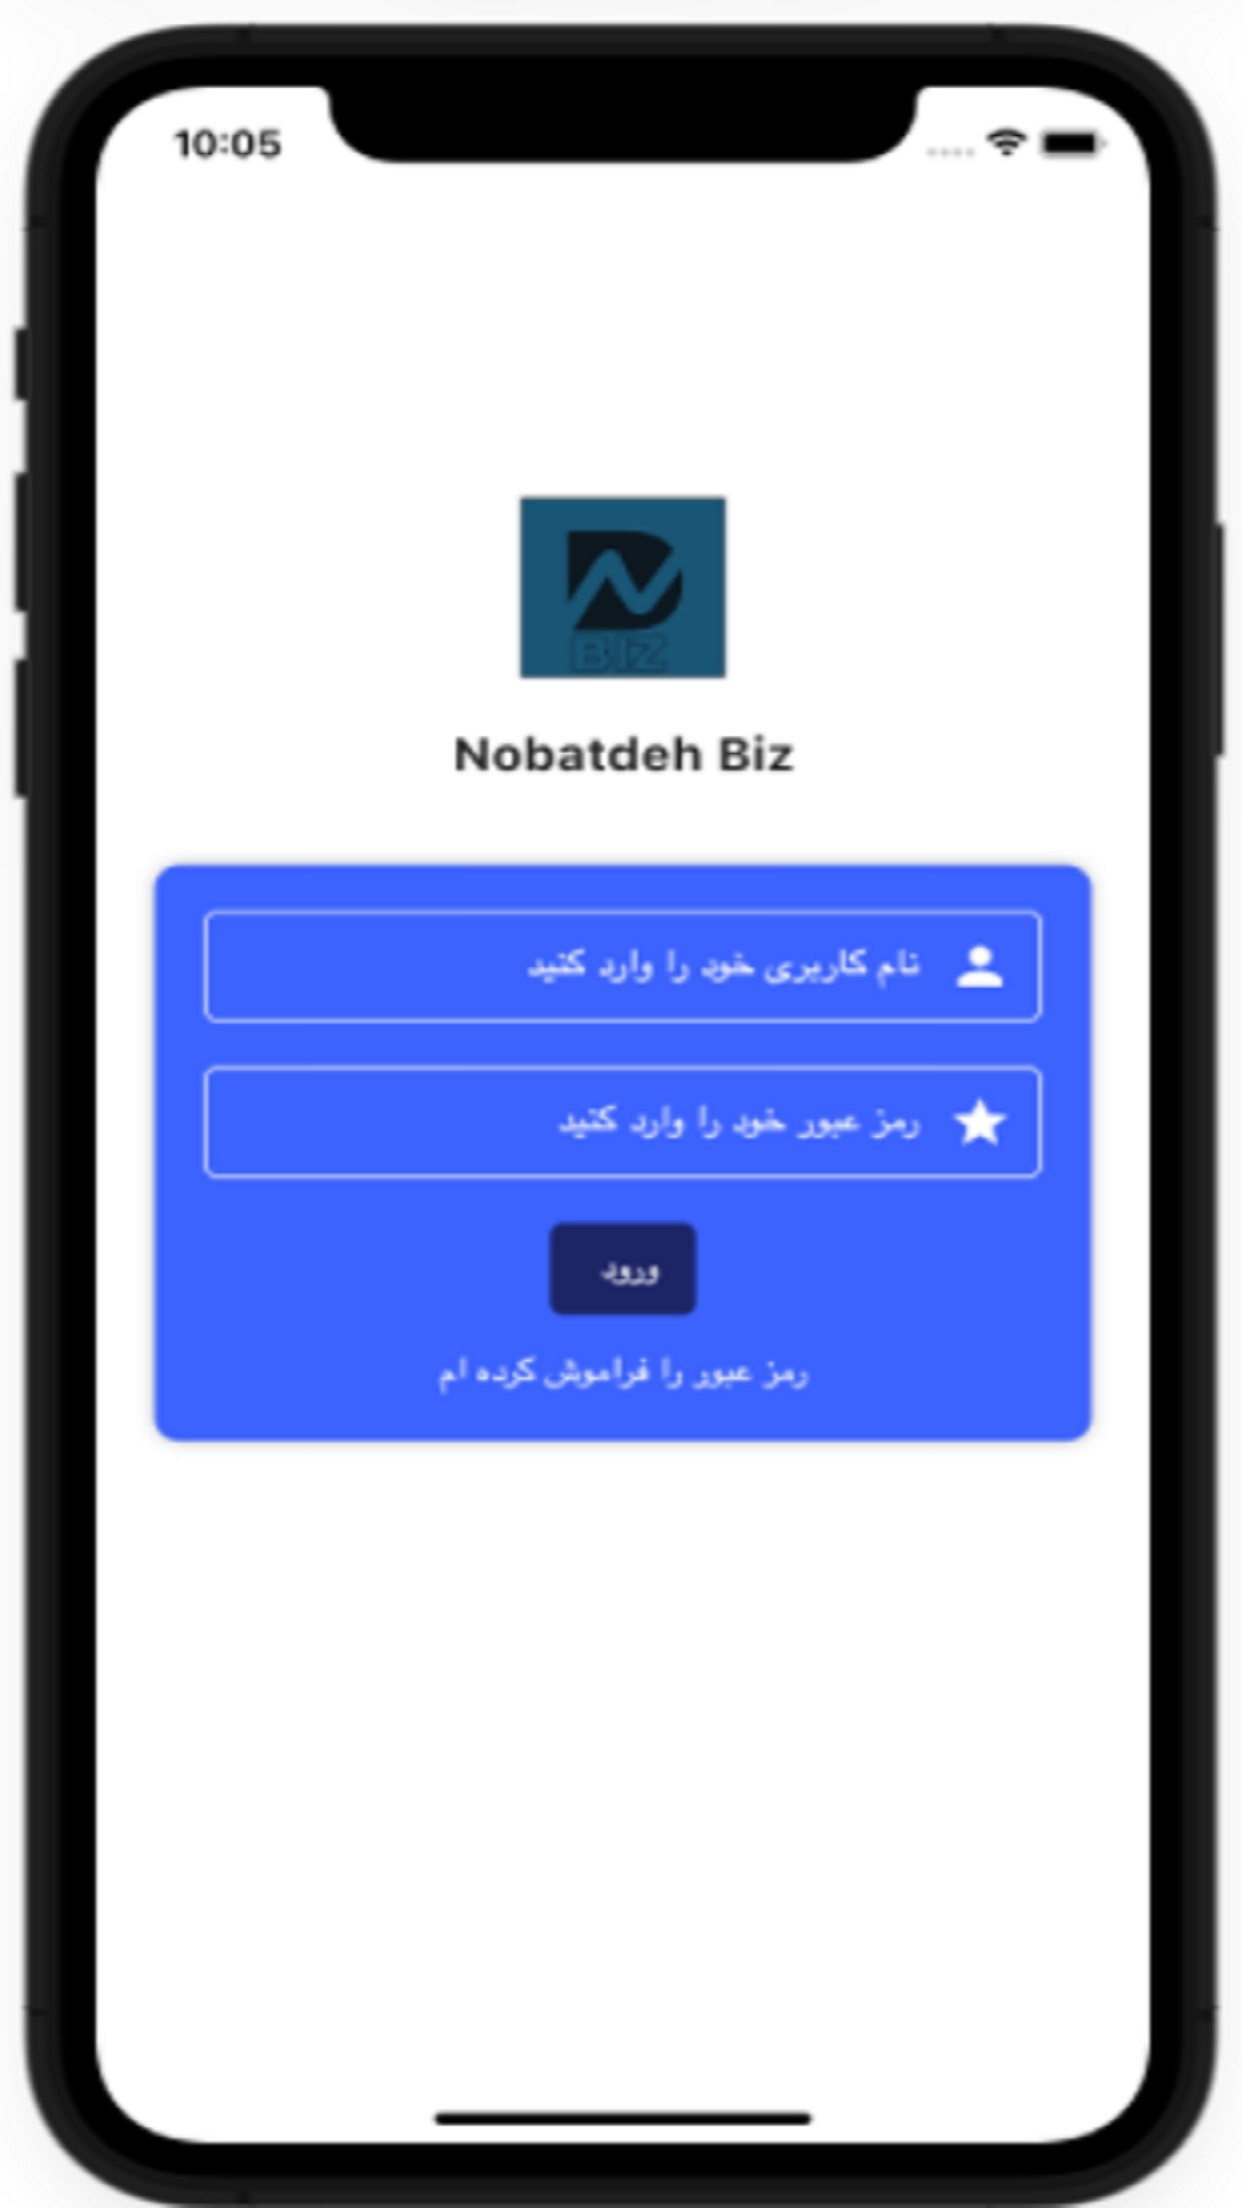 10:05
BIZ
Nobatdeh Biz
نام کاربری خود را وارد کنید
رمز عبور خود را وارد کنید
ورود
رمز عبور را فراموش کرده ام